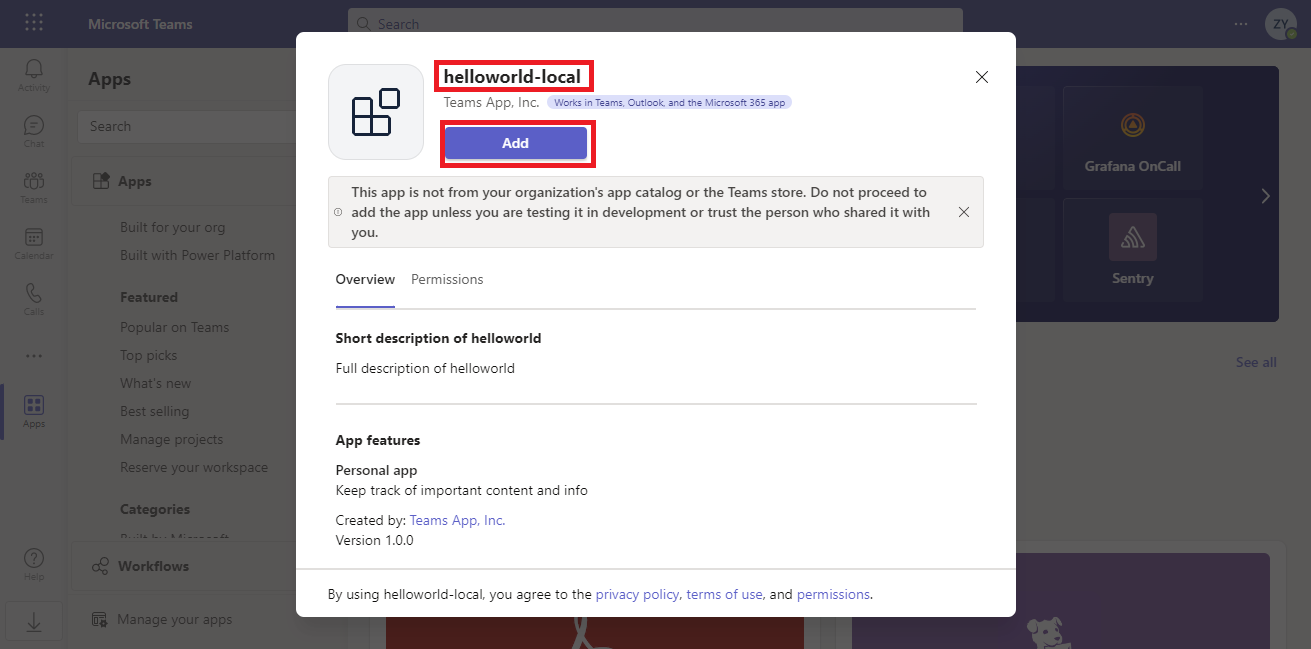 Microsoft Teams
Search
...
ZY
Activity
Chat
Teams
Calendar
Calls
...
Apps
Help
Apps
Search
Apps
Built for your org
Built with Power Platform
Featured
Popular on Teams
Top picks
What's new
Best selling
Manage projects
Reserve your workspace
Categories
Built by Microsoft
Workflows
Manage your apps
helloworld-local
Teams App, Inc. Works in Teams, Outlook, and the Microsoft 365 app
Add
This app is not from your organization's app catalog or the Teams store. Do not proceed to
add the app unless you are testing it in development or trust the person who shared it with
you.
Overview Permissions
Short description of helloworld
Full description of helloworld
App features
Personal app
Keep track of important content and info
Created by: Teams App, Inc.
Version 1.0.0
By using helloworld-local, you agree to the privacy policy, terms of use, and permissions.
Grafana OnCall
Sentry
See all